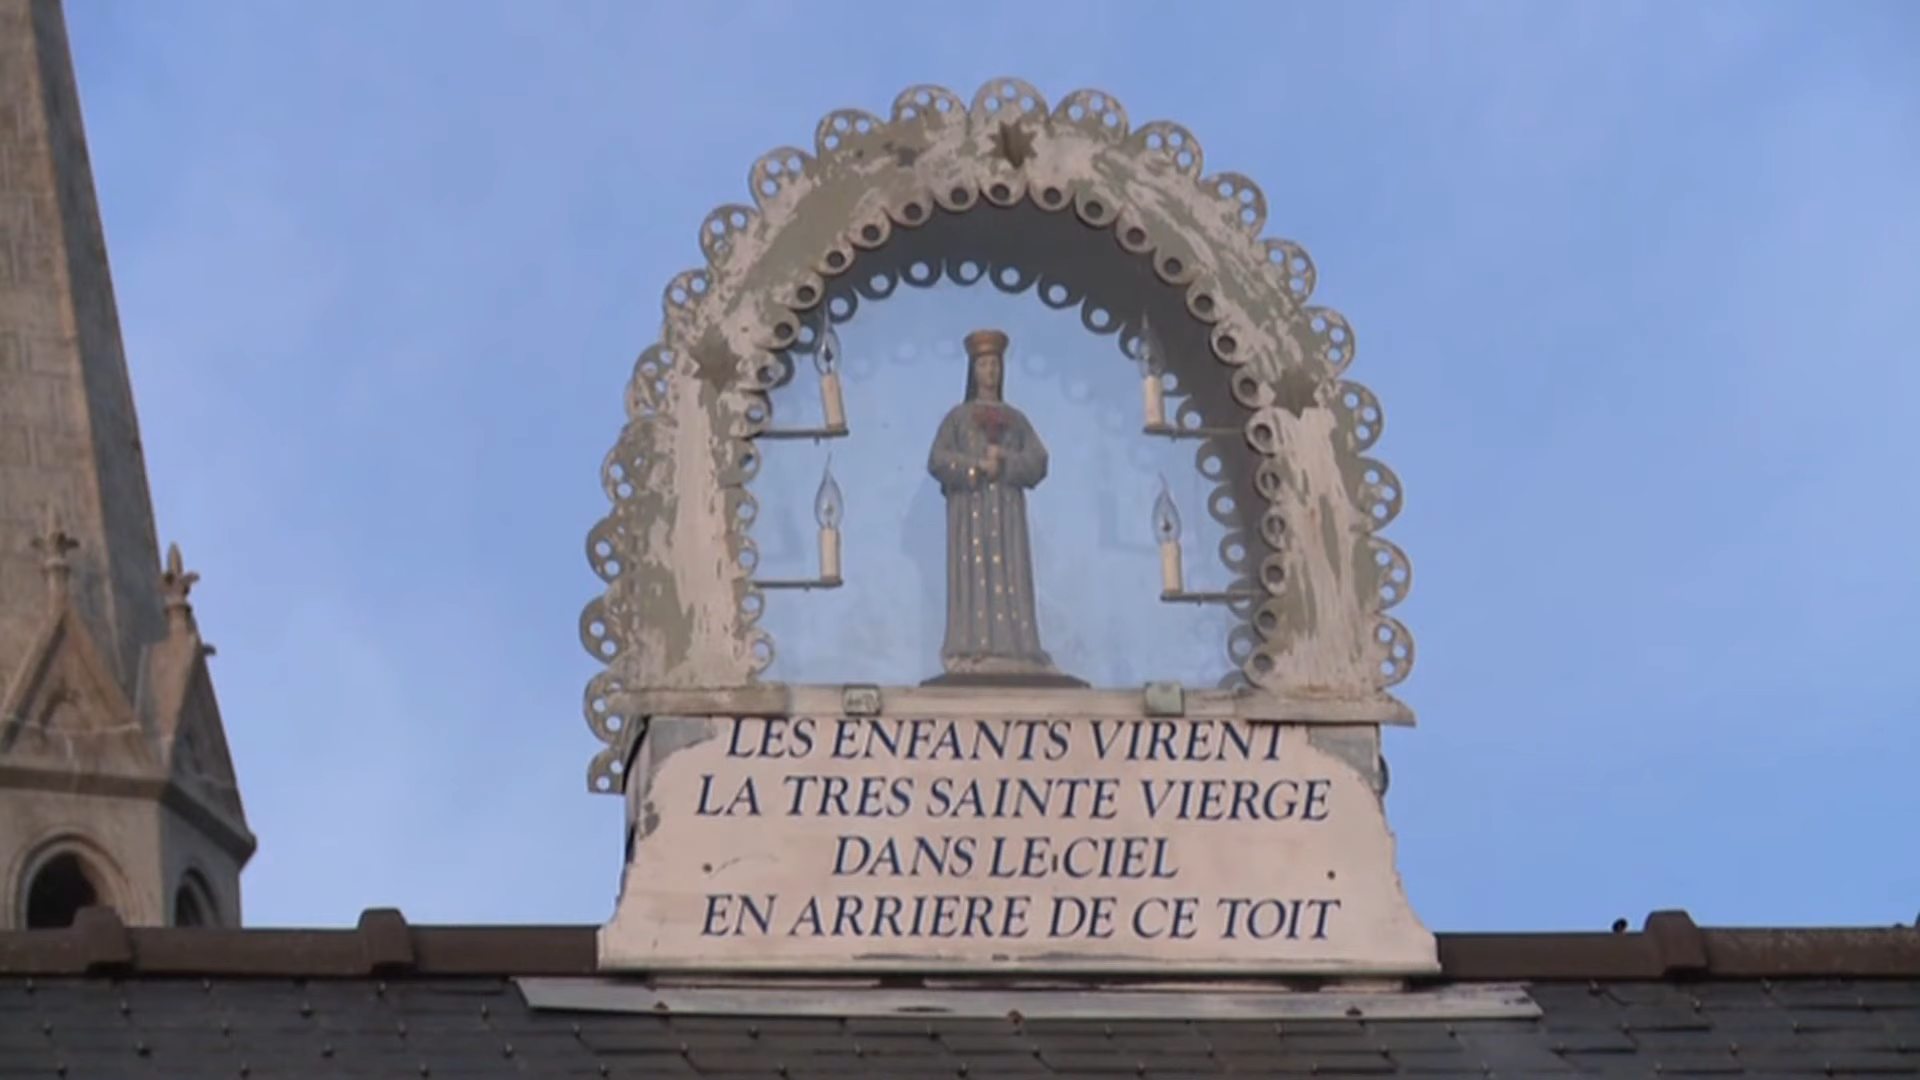 LES ENFANTS VIRENT
LA TRES SAINTE VIERGE
DANS LE CIEL
EN ARRIERE DE CE TOIT